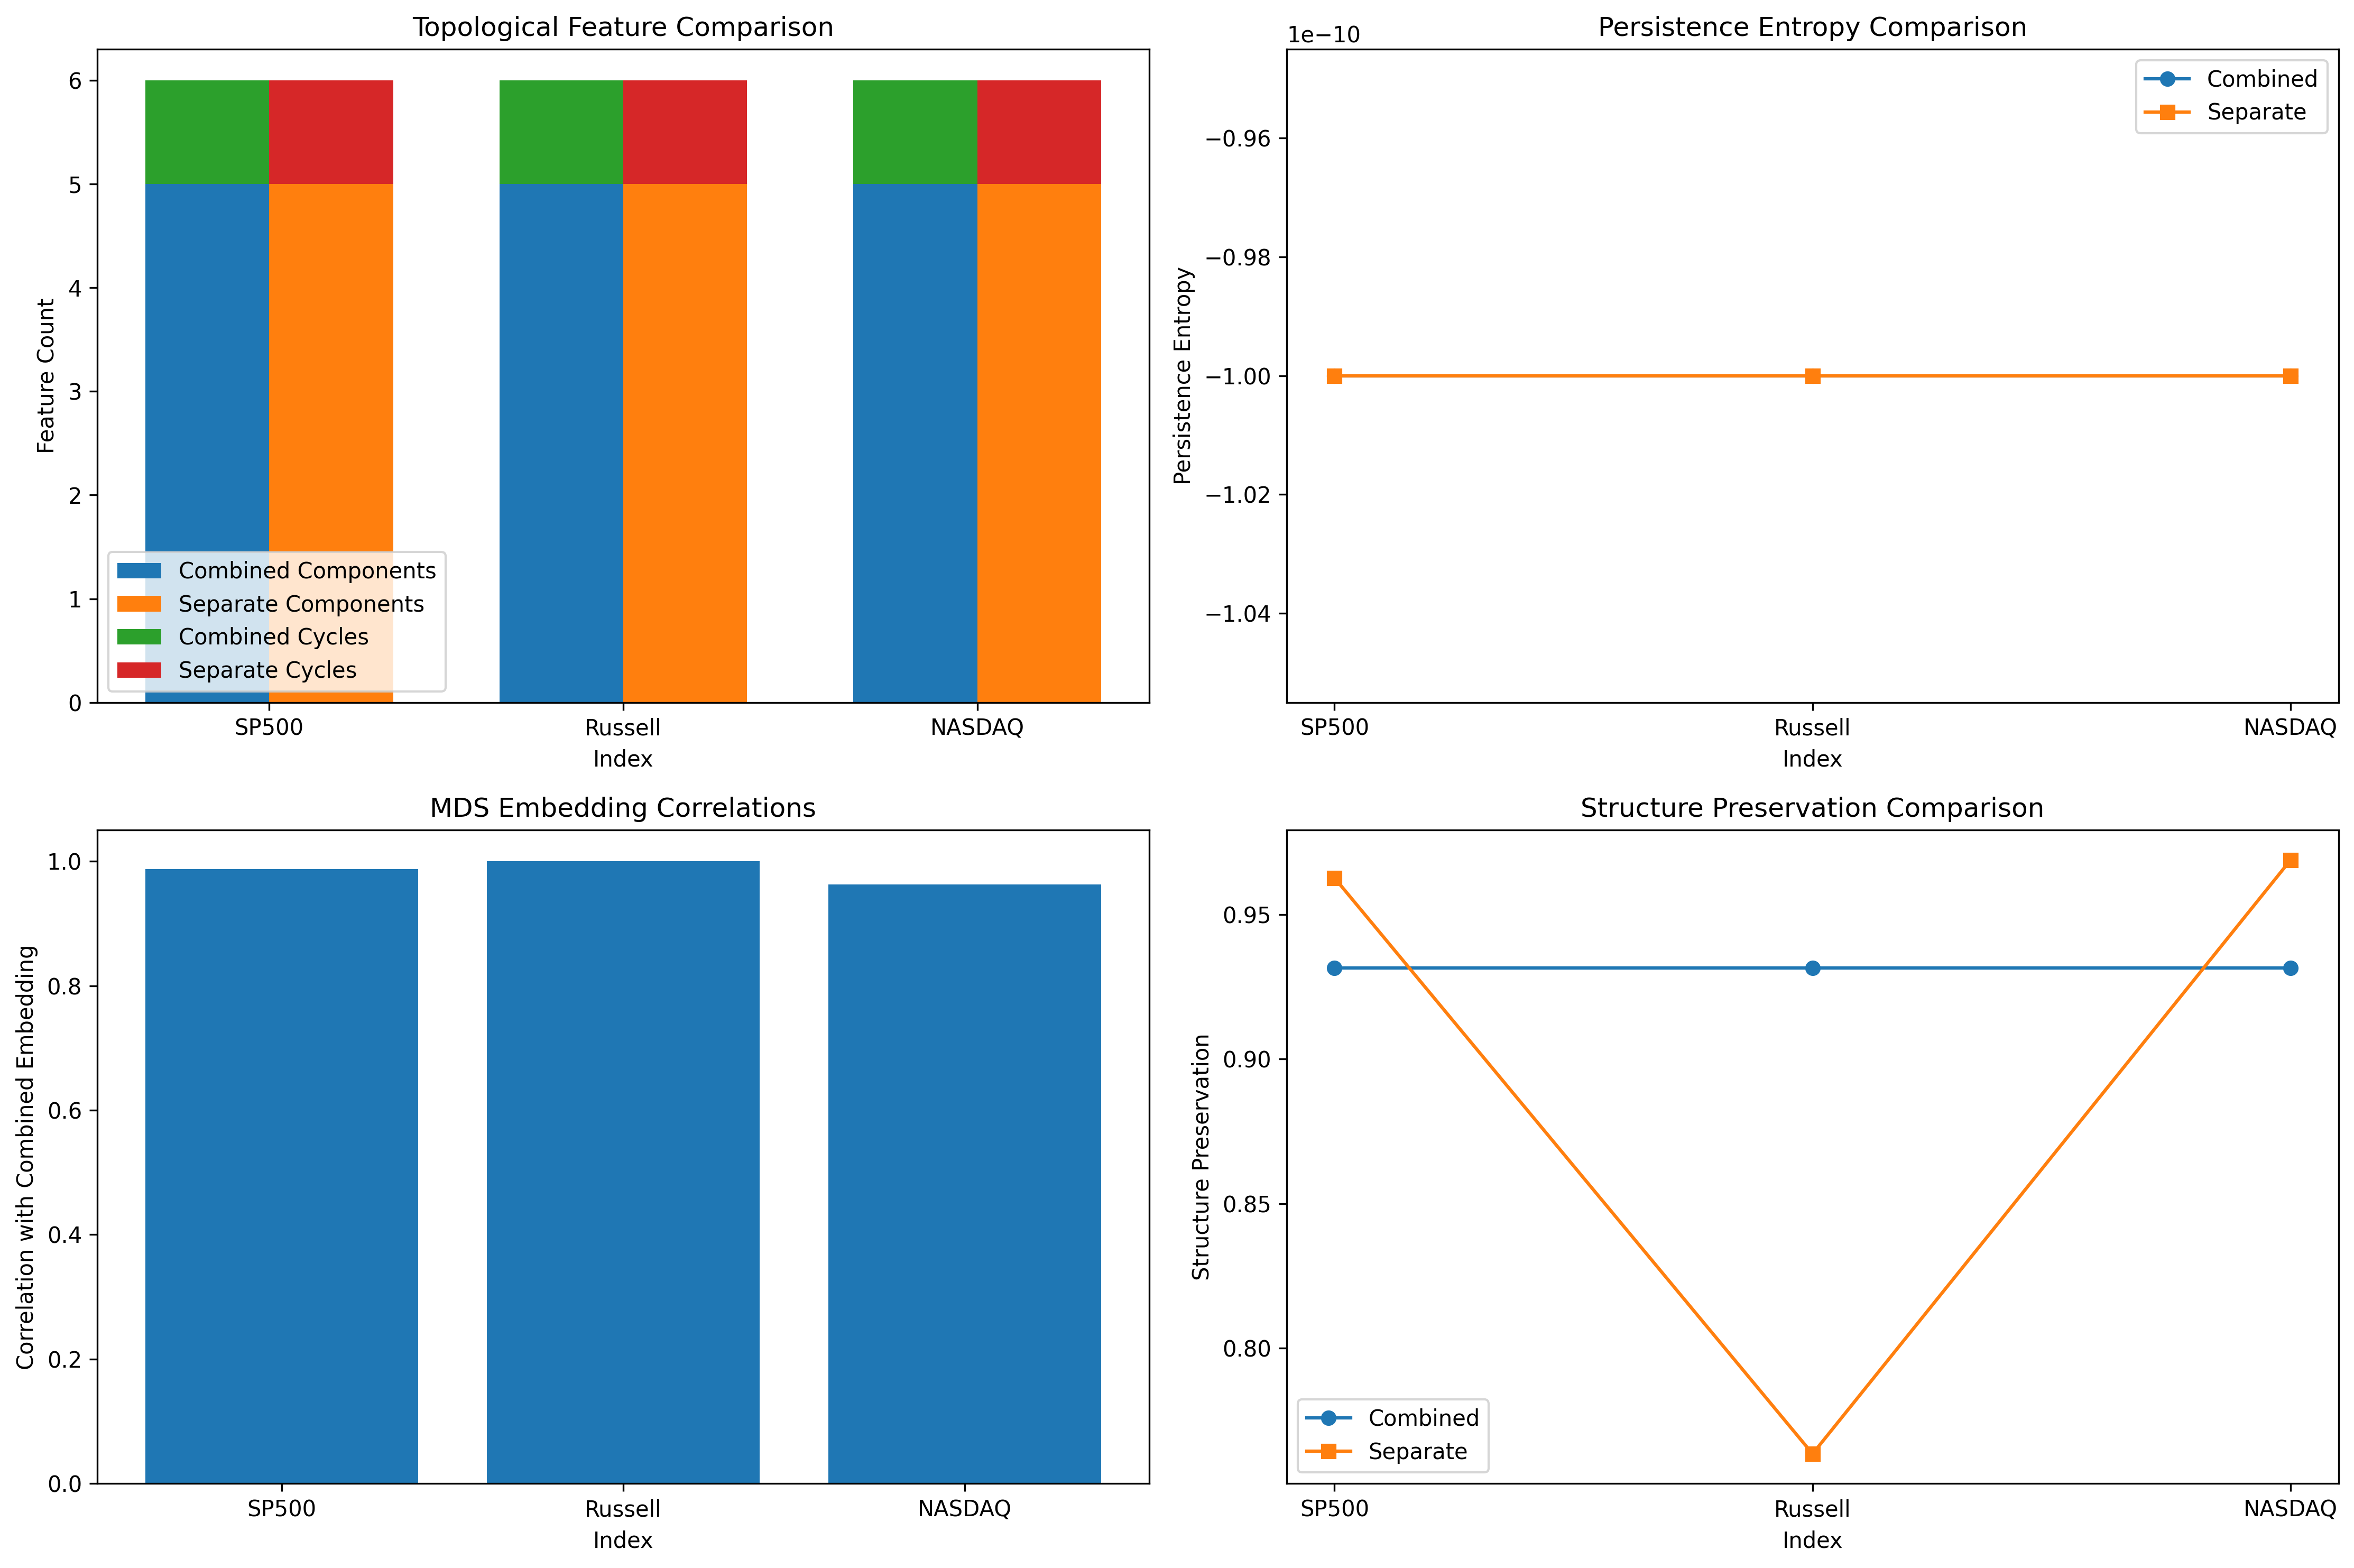 Topological Feature Comparison
Feature Count
6
5
4
3
2
1
0
Combined Components
Separate Components
Combined Cycles
Separate Cycles
SP500 Russell NASDAQ
Index
Persistence Entropy Comparison
1e−10
Persistence Entropy
−0.96
−0.98
−1.00
−1.02
−1.04
Combined
Separate
SP500 Russell NASDAQ
Index
MDS Embedding Correlations
Correlation with Combined Embedding
1.0
0.8
0.6
0.4
0.2
0.0
SP500 Russell NASDAQ
Index
Structure Preservation Comparison
Structure Preservation
0.95
0.90
0.85
0.80
Combined
Separate
SP500 Russell NASDAQ
Index